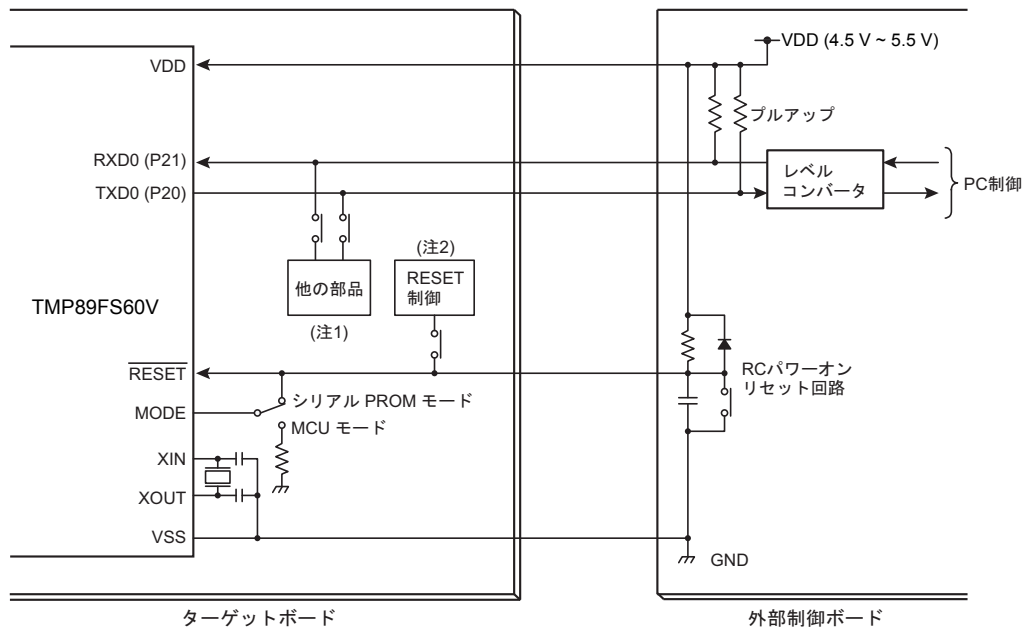 VDD (4.5 V ~ 5.5 V)
VDD
プルアップ
RXD0 (P21)
TXD0 (P20)
レベル
コンバータ
PC制御
(注2)
RESET
制御
他の部品
(注1)
TMP89FS60V
RESET
RCパワーオン
リセット回路
シリアル PROM モード
MODE
MCU モード
XIN
XOUT
VSS
GND
ターゲットボード
外部制御ボード